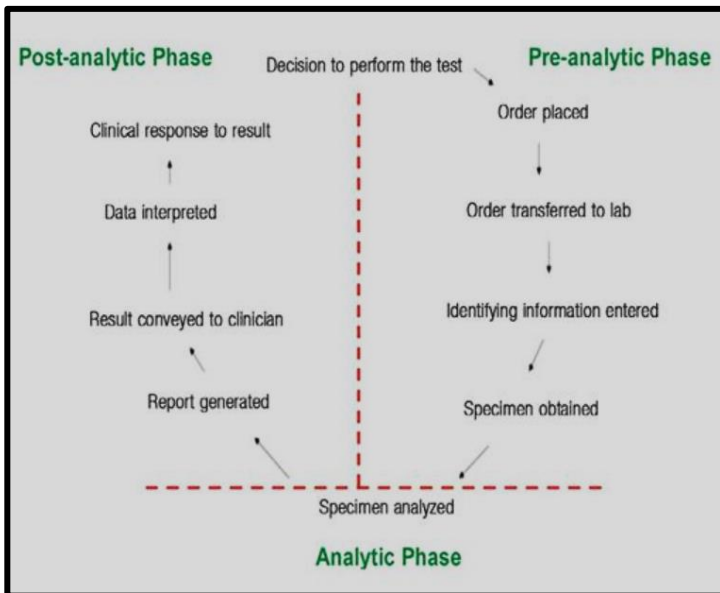 Post-analytic Phase
Decision to perform the test
Pre-analytic Phase
Order placed
Order transferred to lab
Identifying information entered
Specimen obtained
Specimen analyzed
Analytic Phase
Report generated
Result conveyed to clinician
Data interpreted
Clinical response to result